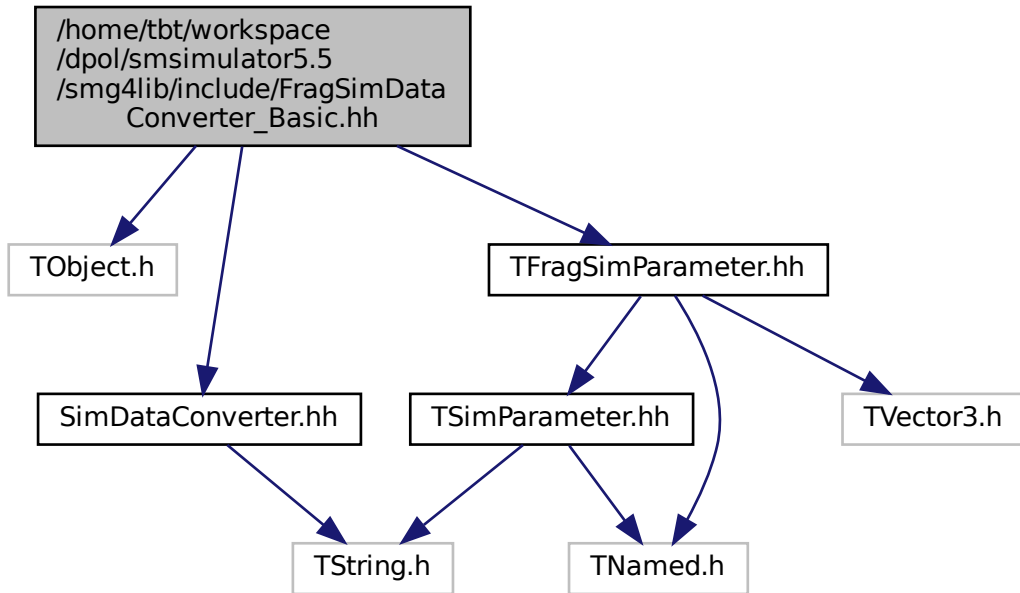 /home/tbt/workspace
/dpol/smsimulator5.5
/smg4lib/include/FragSimData
Converter_Basic.hh
TObject.h
TFragSimParameter.hh
SimDataConverter.hh
TSimParameter.hh
TVector3.h
TString.h
TNamed.h